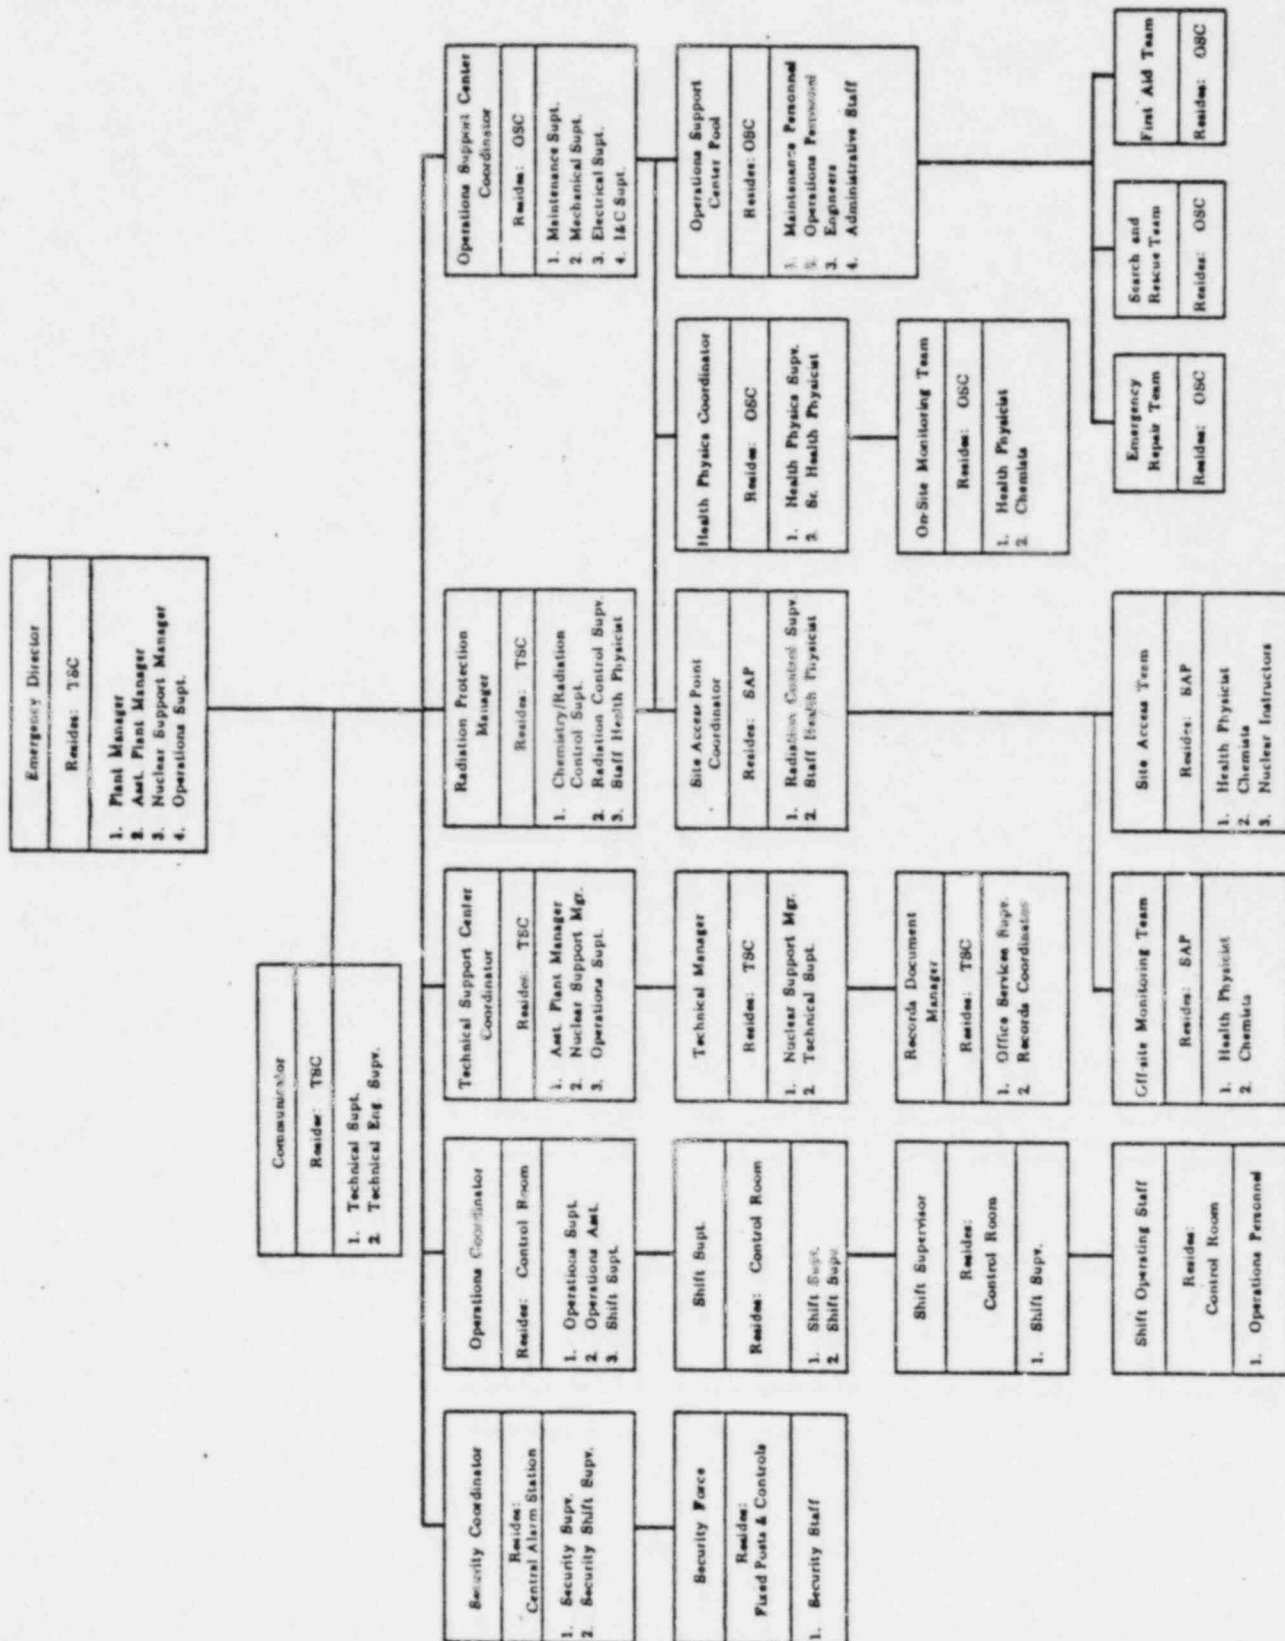 Emergency Director
Resides: TSC
1. Plant Manager
2. Asst. Plant Manager
3. Nuclear Support Manager
4. Operations Supt.
Communicator
Resides: TSC
1. Technical Supt.
2. Technical Eng. Supv.
Security Coordinator
Resides:
Central Alarm Station
1. Security Supv.
2. Security Shift Supv.
Operations Coordinator
Resides: Control Room
1. Operations Supt.
2. Operations Asst.
3. Shift Supt.
Technical Support Center
Coordinator
Resides: TSC
1. Asst. Plant Manager
2. Nuclear Support Mgr.
3. Operations Supt.
Radiation Protection
Manager
Resides: TSC
1. Chemistry/Radiation
Control Supt.
2. Radiation Control Supv.
3. Staff Health Physicist
Operations Support Center
Coordinator
Resides: OSC
1. Maintenance Supt.
2. Mechanical Supt.
3. Electrical Supt.
4. I&C Supt.
Security Force
Resides:
Fixed Posts & Controls
1. Security Staff
Shift Supt.
Resides: Control Room
1. Shift Supt.
2. Shift Supv.
Technical Manager
Resides: TSC
1. Nuclear Support Mgr.
2. Technical Supt.
Site Access Point
Coordinator
Resides: SAP
1. Radiation Control Supv.
2. Staff Health Physicist
Health Physics Coordinator
Resides: OSC
1. Health Physics Supv.
2. Sr. Health Physicist
Operations Support
Center Pool
Resides: OSC
1. Maintenance Personnel
2. Operations Personnel
3. Engineers
4. Administrative Staff
Shift Supervisor
Resides:
Control Room
1. Shift Supv.
Records Document
Manager
Resides: TSC
1. Office Services Supv.
2. Records Coordinator
On-Site Monitoring Team
Resides: OSC
1. Health Physicist
2. Chemists
Shift Operating Staff
Resides:
Control Room
1. Operations Personnel
Off-site Monitoring Team
Resides: SAP
1. Health Physicist
2. Chemists
Site Access Team
Resides: SAP
1. Health Physicist
2. Chemists
3. Nuclear Instructors
Emergency
Repair Team
Resides: OSC
Search and
Rescue Team
Resides: OSC
First Aid Team
Resides: OSC